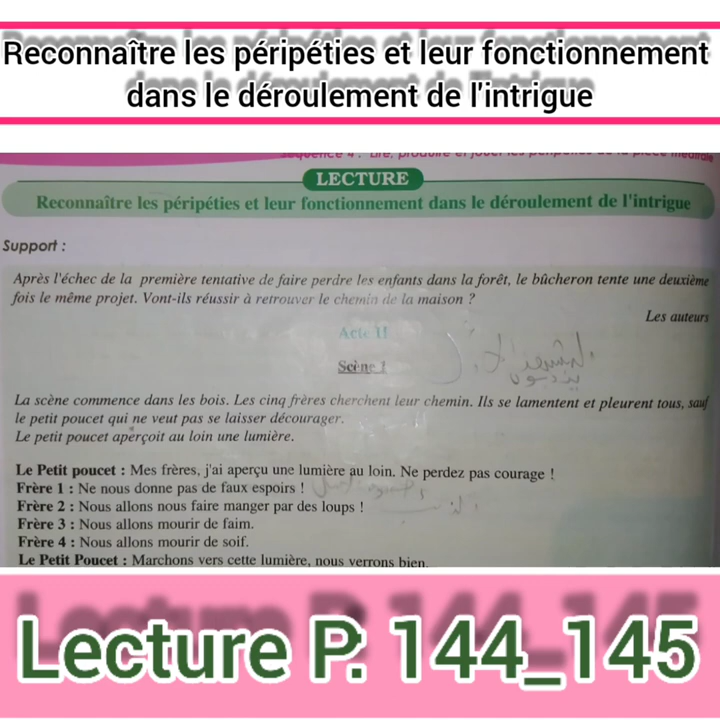 Reconnaître les péripéties et leur fonctionnement
dans le déroulement de l'intrigue
LECTURE
Reconnaître les péripéties et leur fonctionnement dans le déroulement de l'intrigue
Support :
Après l'échec de la première tentative de faire perdre les enfants dans la forêt, le bûcheron tente une deuxième
fois le même projet. Vont-ils réussir à retrouver le chemin de la maison ?
Les auteurs
Acte II
Scène 1
La scène commence dans les bois. Les cinq frères cherchent leur chemin. Ils se lamentent et pleurent tous, sauf
le petit poucet qui ne veut pas se laisser décourager.
Le petit poucet aperçoit au loin une lumière.
Le Petit poucet : Mes frères, j'ai aperçu une lumière au loin. Ne perdez pas courage !
Frère 1 : Ne nous donne pas de faux espoirs !
Frère 2 : Nous allons nous faire manger par des loups !
Frère 3 : Nous allons mourir de faim.
Frère 4 : Nous allons mourir de soif.
Le Petit Poucet : Marchons vers cette lumière, nous verrons bien.
Lecture P: 144_145